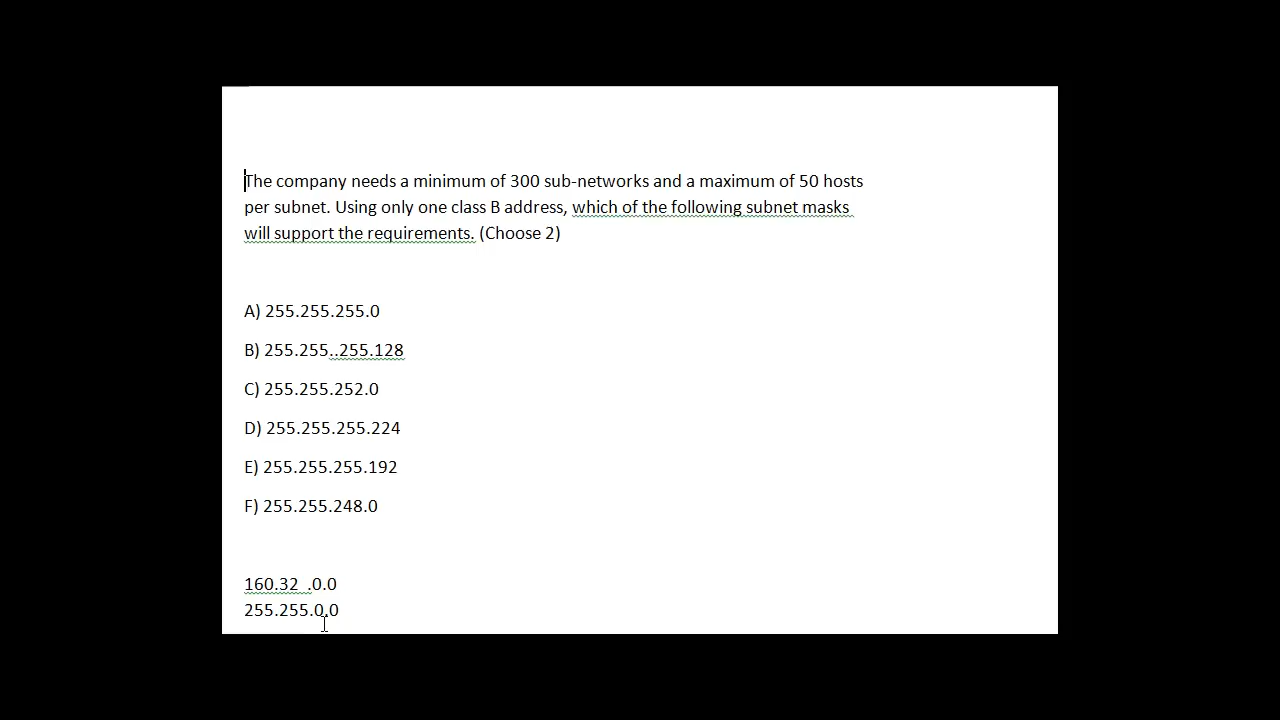 The company needs a minimum of 300 sub-networks and a maximum of 50 hosts
per subnet. Using only one class B address, which of the following subnet masks
will support the requirements. (Choose 2)
A) 255.255.255.0
B) 255.255..255.128
C) 255.255.252.0
D) 255.255.255.224
E) 255.255.255.192
F) 255.255.248.0
160.32  .0.0
255.255.0.0